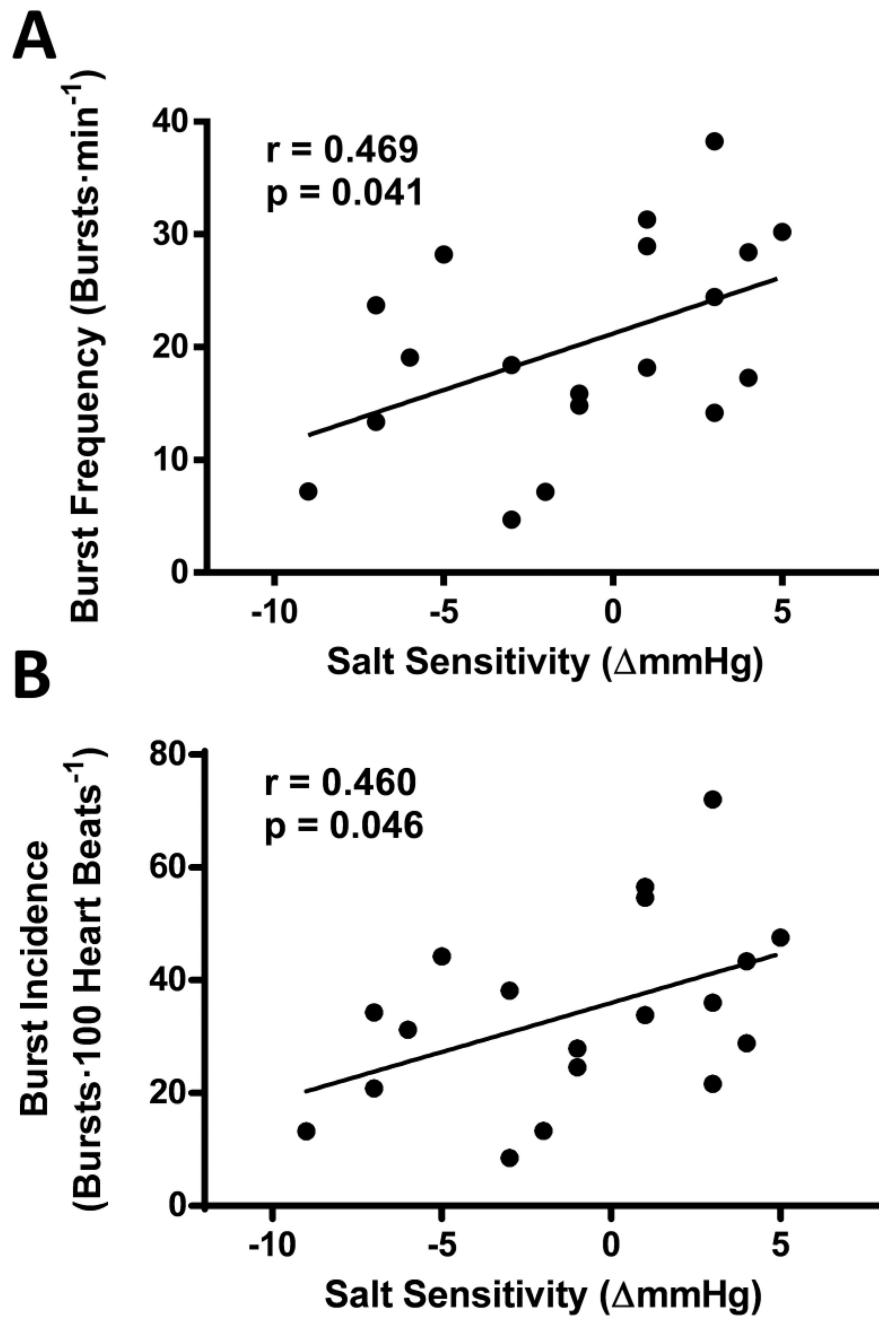 A
Burst Frequency (Bursts·min⁻¹)
r = 0.469
p = 0.041
40
30
20
10
0
-10 -5 0 5
Salt Sensitivity (ΔmmHg)
B
Burst Incidence
(Bursts·100 Heart Beats⁻¹)
r = 0.460
p = 0.046
80
60
40
20
0
-10 -5 0 5
Salt Sensitivity (ΔmmHg)